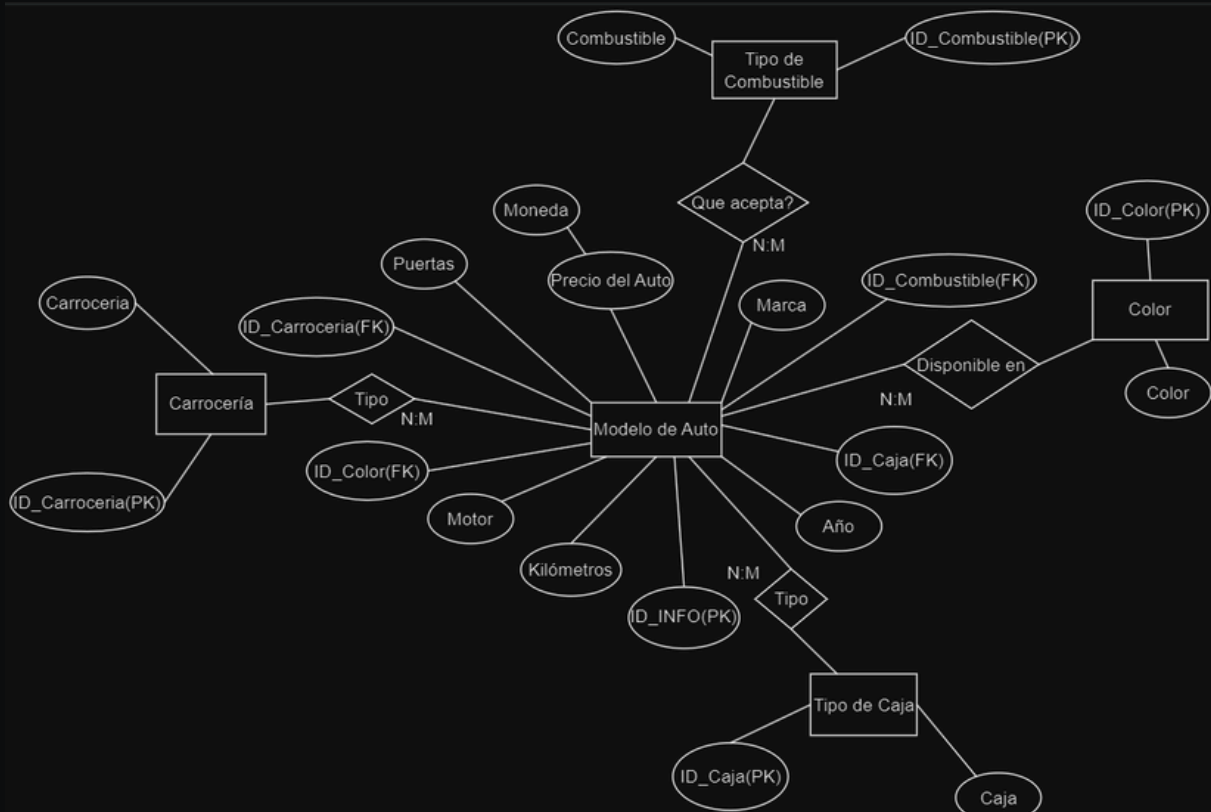 Combustible
Tipo de
Combustible
ID_Combustible(PK)
Que acepta?
N:M
Moneda
Precio del Auto
Puertas
ID_Color(PK)
Color
Color
ID_Combustible(FK)
Marca
Disponible en
N:M
Carroceria
ID_Carroceria(FK)
Carrocería
Tipo
N:M
ID_Carroceria(PK)
Modelo de Auto
ID_Color(FK)
ID_Caja(FK)
Motor
Año
Kilómetros
ID_INFO(PK)
N:M
Tipo
Tipo de Caja
ID_Caja(PK)
Caja